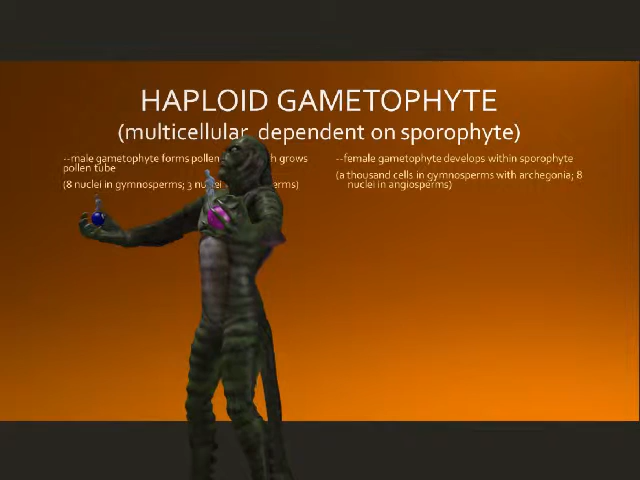 HAPLOID GAMETOPHYTE
(multicellular, dependent on sporophyte)
--male gametophyte forms pollen grows
pollen tube
(8 nuclei in gymnosperms; 3
--female gametophyte develops within sporophyte
(a thousand cells in gymnosperms with archegonia; 8
nuclei in angiosperms)